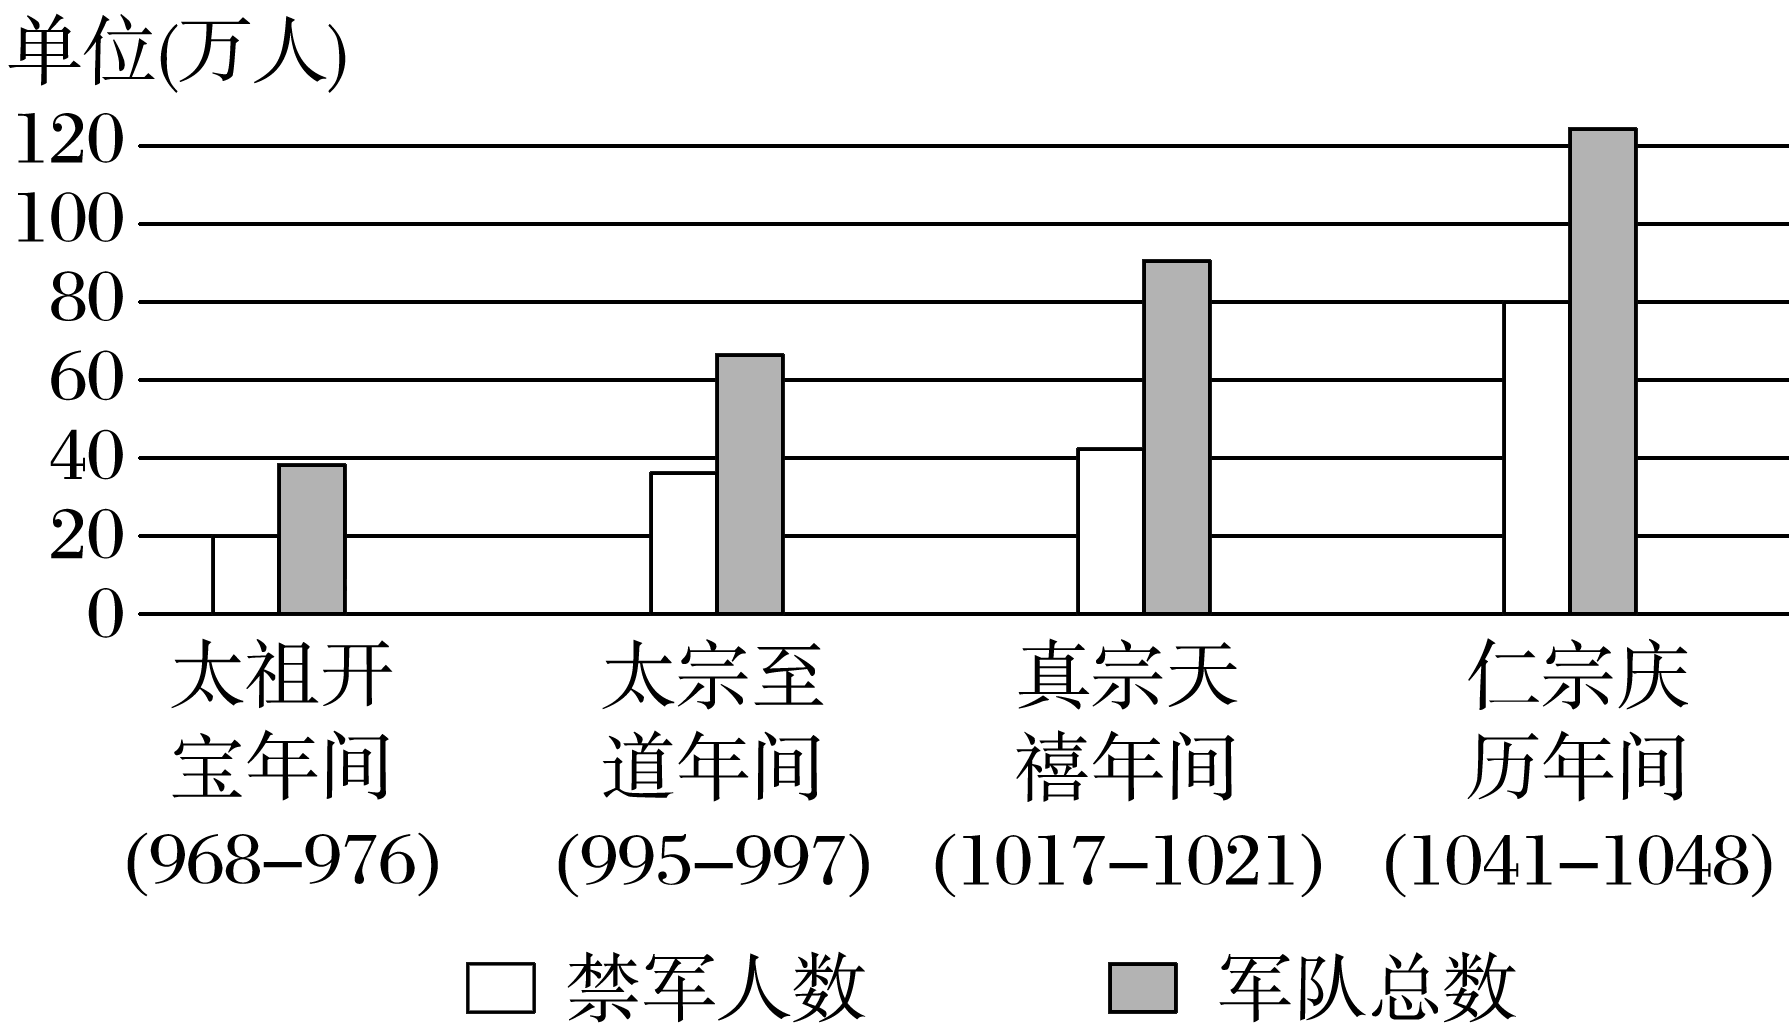 单位(万人)
120
100
80
60
40
20
0
太祖开
宝年间
(968–976)
太宗至
道年间
(995–997)
真宗天
禧年间
(1017–1021)
仁宗庆
历年间
(1041–1048)
禁军人数
军队总数